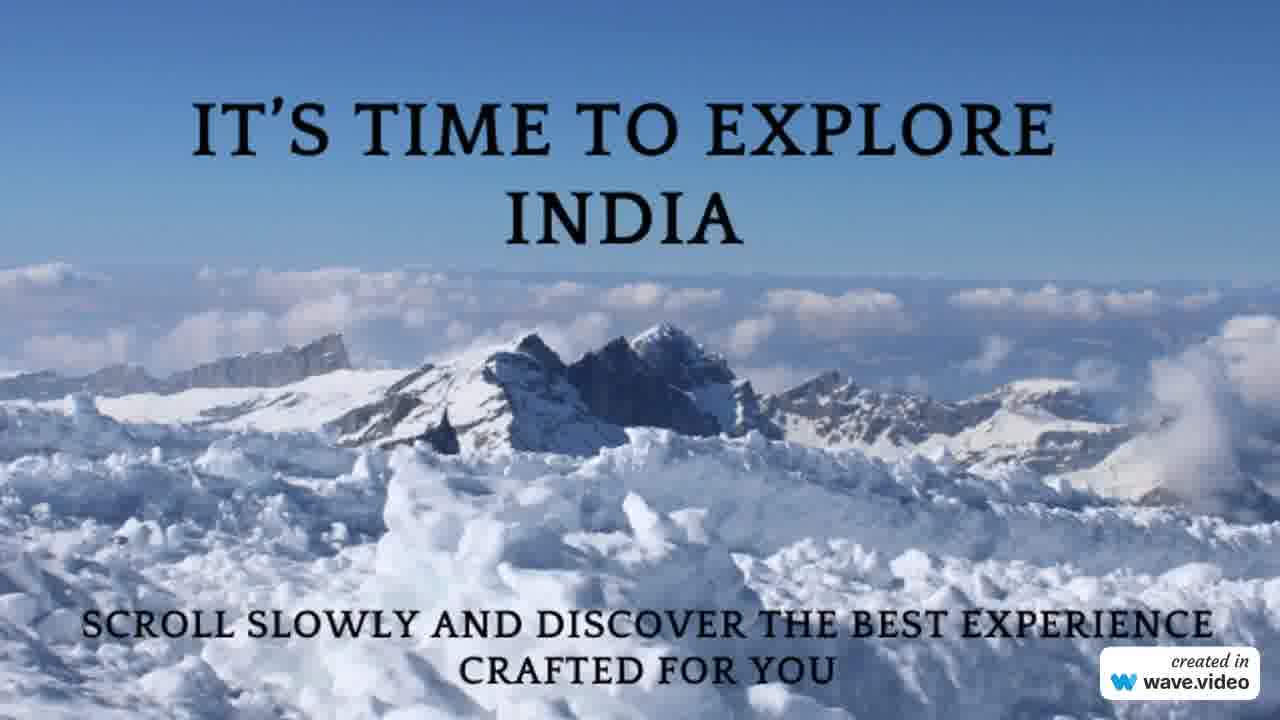 IT'S TIME TO EXPLORE
INDIA
SCROLL SLOWLY AND DISCOVER THE BEST EXPERIENCE
CRAFTED FOR YOU
created in
wave.video